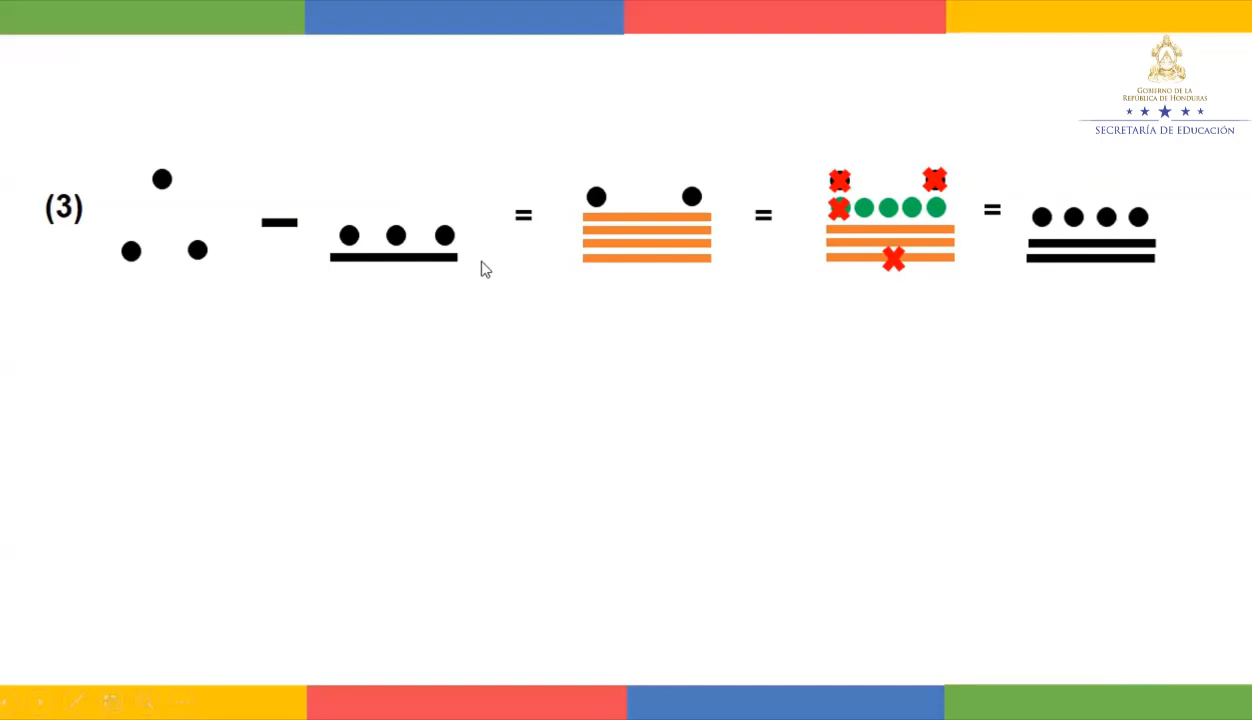 GOBIERNO DE LA
REPÚBLICA DE HONDURAS
SECRETARÍA DE EDUCACIÓN
(3) − = = =